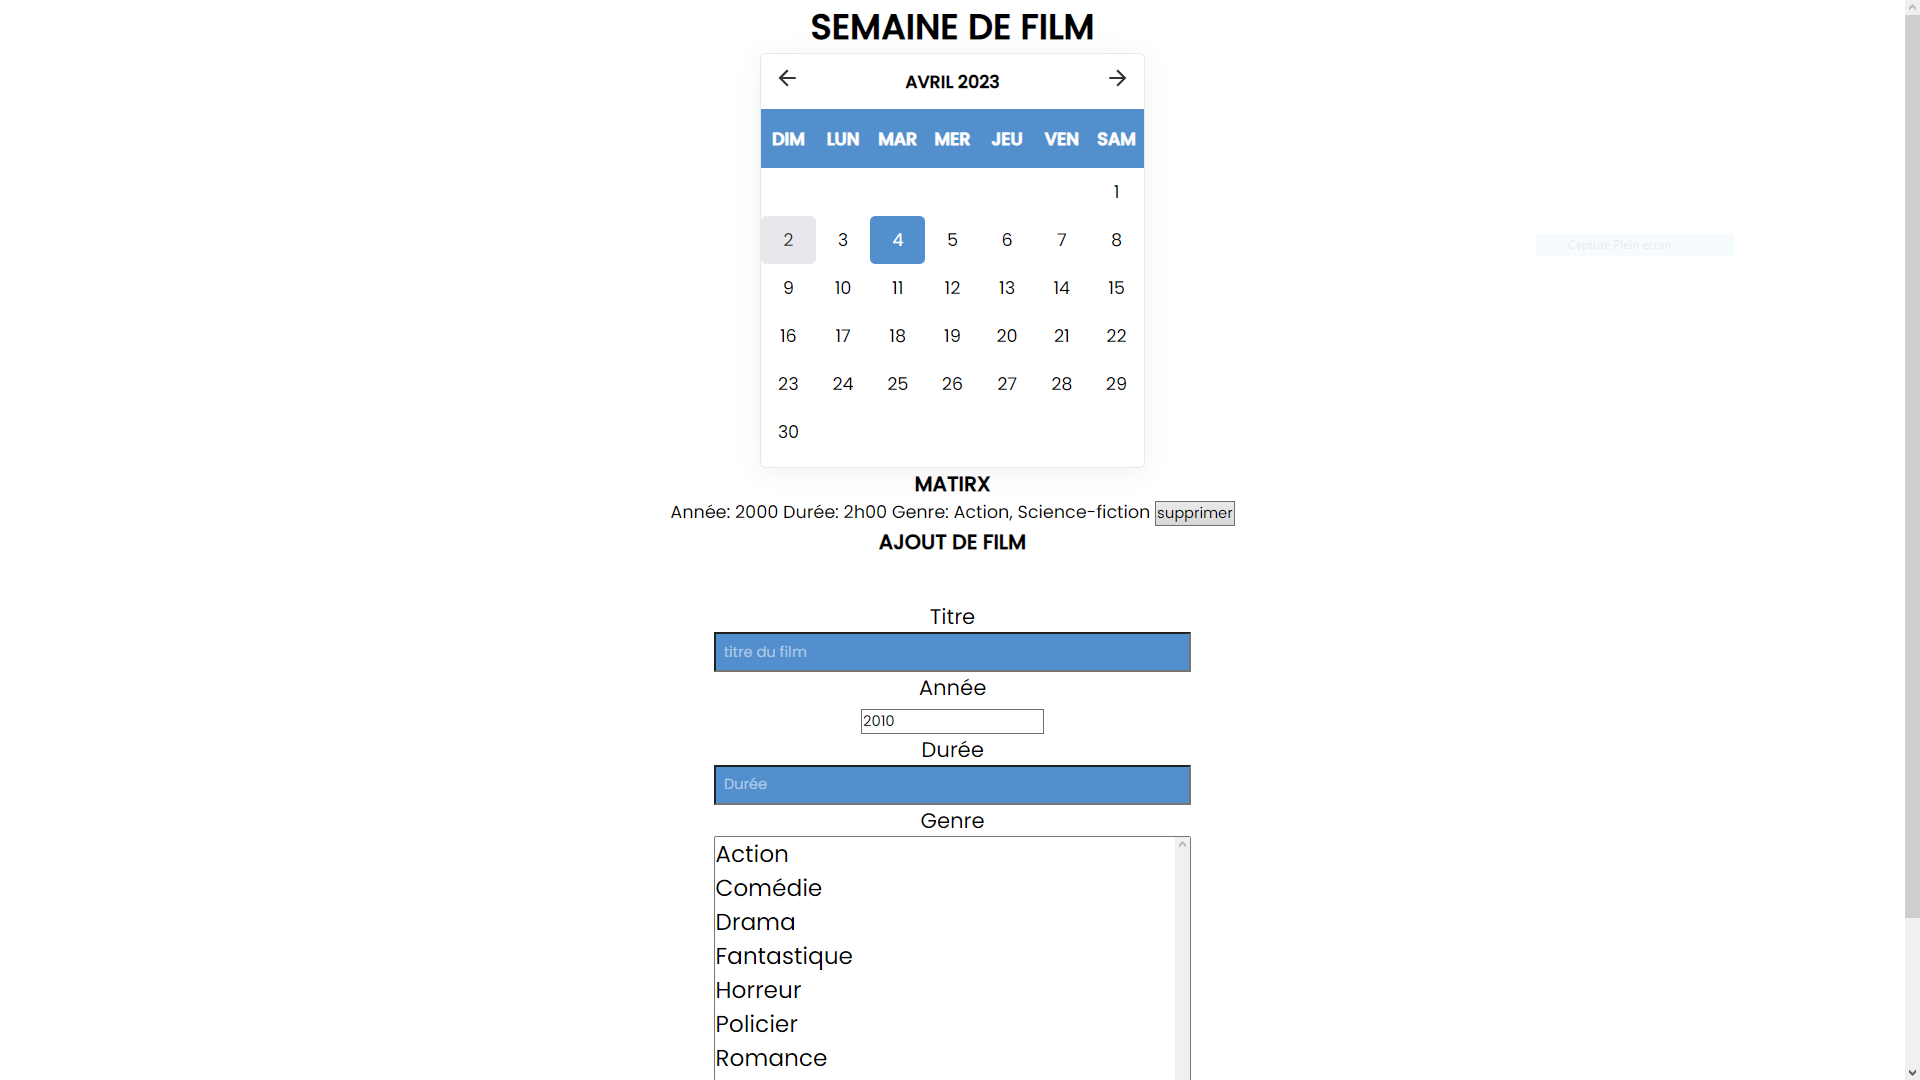 SEMAINE DE FILM
AVRIL 2023
DIM LUN MAR MER JEU VEN SAM
1
2 3 4 5 6 7 8
9 10 11 12 13 14 15
Capture Plein écran
16 17 18 19 20 21 22
23 24 25 26 27 28 29
30
MATIRX
Année: 2000 Durée: 2h00 Genre: Action, Science-fiction supprimer
AJOUT DE FILM
Titre
titre du film
Année
2010
Durée
Durée
Genre
Action
Comédie
Drama
Fantastique
Horreur
Policier
Romance